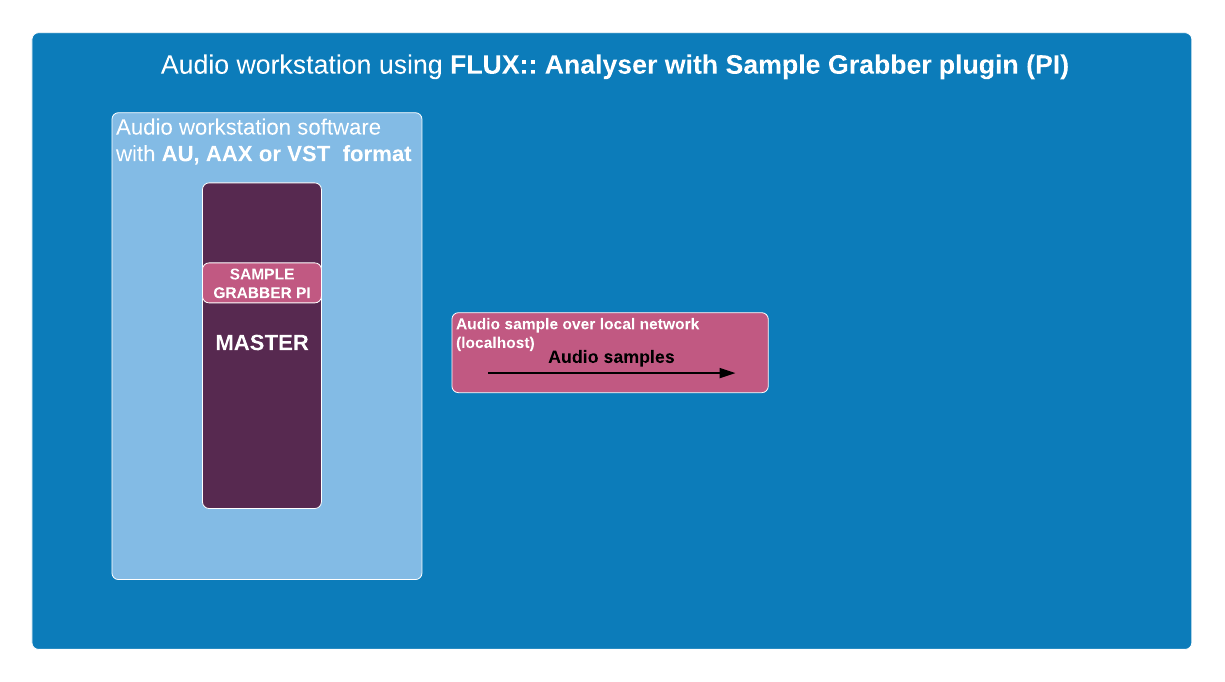 Audio workstation using FLUX:: Analyser with Sample Grabber plugin (PI)
Audio workstation software
with AU, AAX or VST  format
SAMPLE
GRABBER PI
MASTER
Audio sample over local network
(localhost)
Audio samples